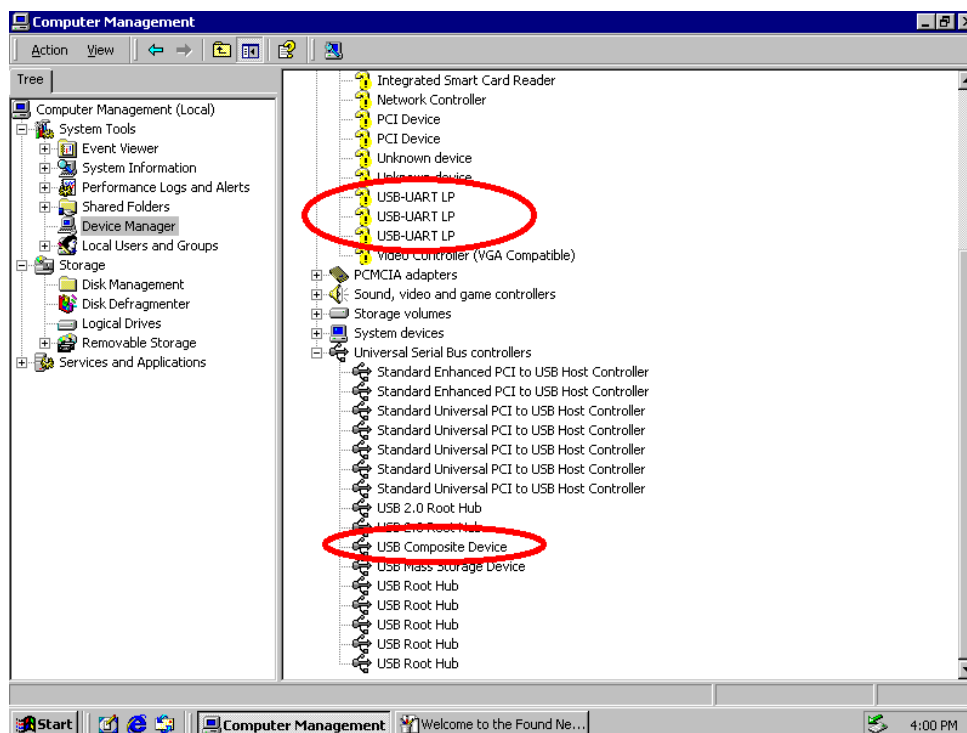 Computer Management
Action View
Tree
Computer Management (Local)
System Tools
Event Viewer
System Information
Performance Logs and Alerts
Shared Folders
Device Manager
Local Users and Groups
Storage
Disk Management
Disk Defragmenter
Logical Drives
Removable Storage
Services and Applications
Integrated Smart Card Reader
Network Controller
PCI Device
PCI Device
Unknown device
Unknown device
USB-UART LP
USB-UART LP
USB-UART LP
Video Controller (VGA Compatible)
PCMCIA adapters
Sound, video and game controllers
Storage volumes
System devices
Universal Serial Bus controllers
Standard Enhanced PCI to USB Host Controller
Standard Enhanced PCI to USB Host Controller
Standard Universal PCI to USB Host Controller
Standard Universal PCI to USB Host Controller
Standard Universal PCI to USB Host Controller
Standard Universal PCI to USB Host Controller
Standard Universal PCI to USB Host Controller
USB 2.0 Root Hub
USB 2.0 Root Hub
USB Composite Device
USB Mass Storage Device
USB Root Hub
USB Root Hub
USB Root Hub
USB Root Hub
USB Root Hub
Start Computer Management Welcome to the Found Ne... 4:00 PM